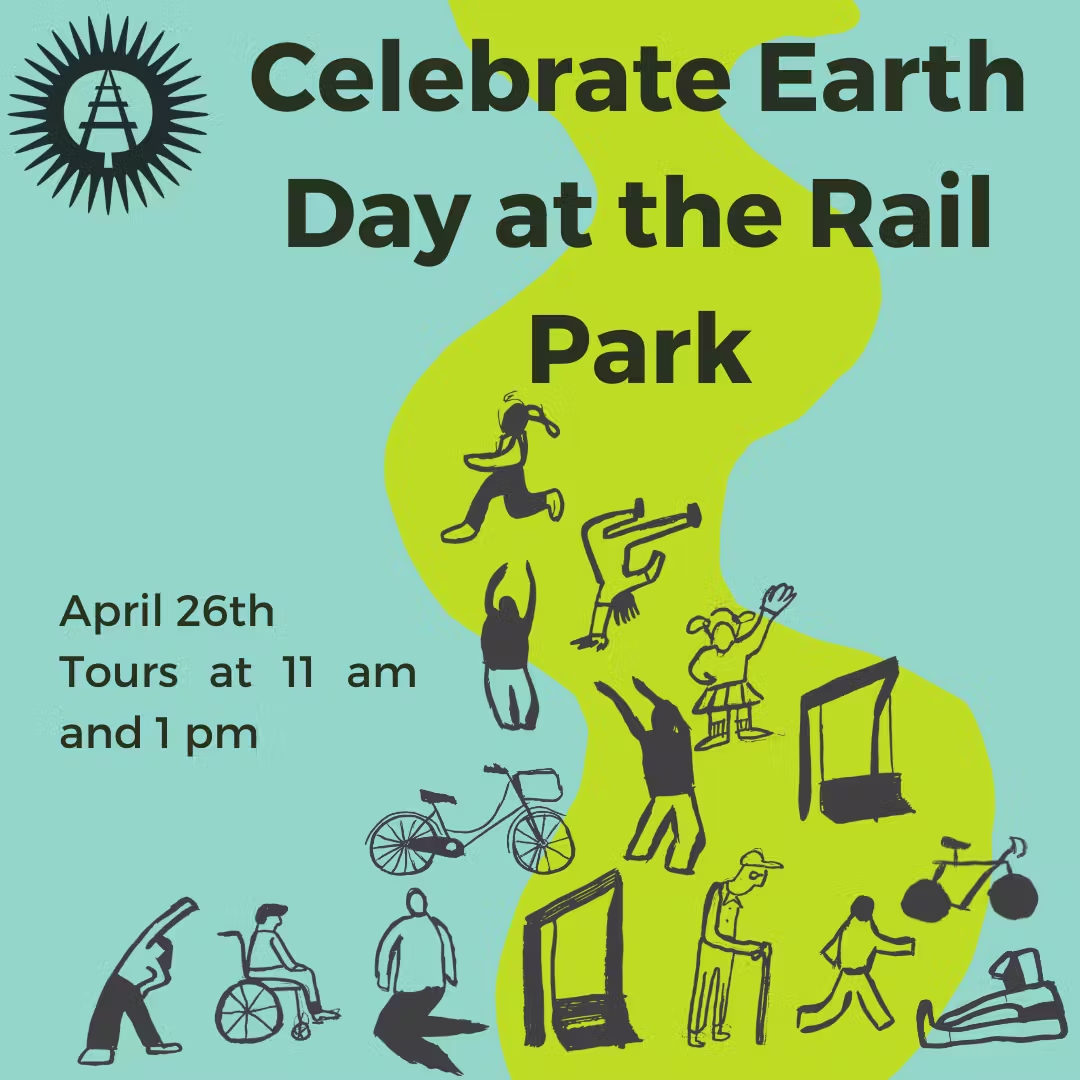 Celebrate Earth
Day at the Rail
Park
April 26th
Tours at 11 am
and 1 pm